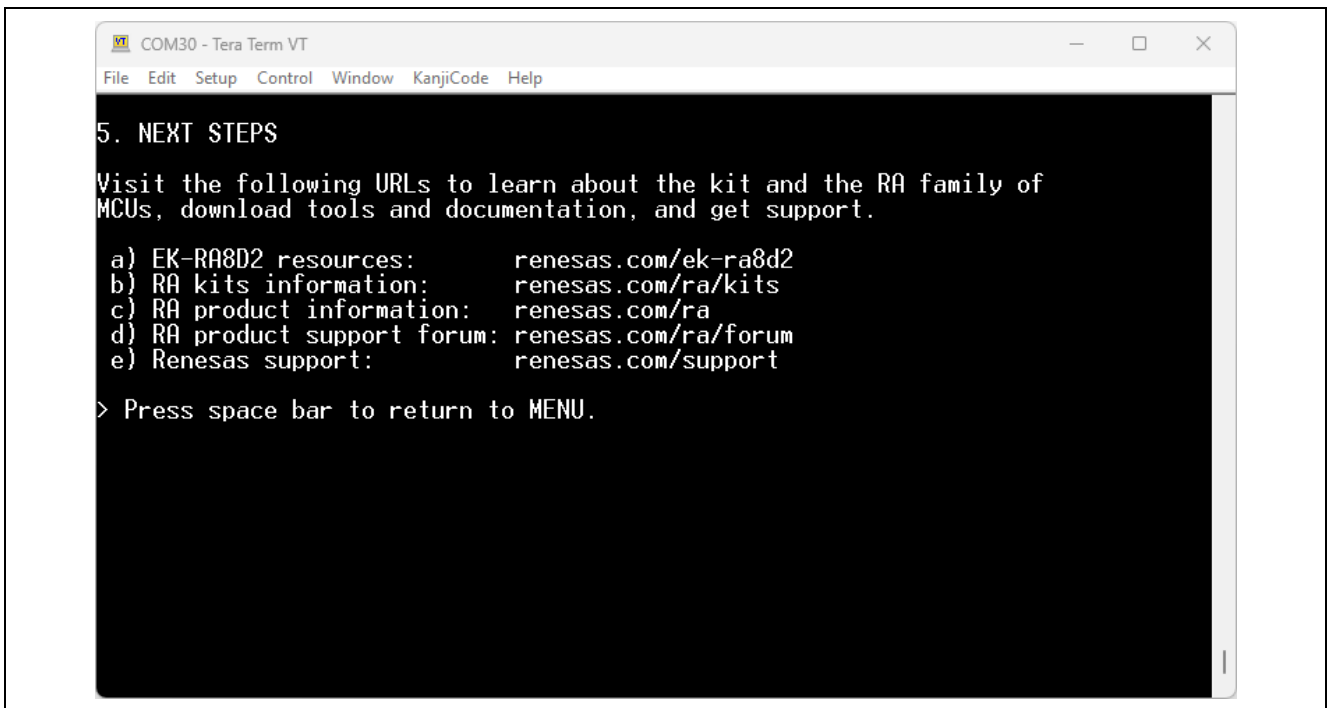 VT COM30 - Tera Term VT
File Edit Setup Control Window KanjiCode Help
5. NEXT STEPS
Visit the following URLs to learn about the kit and the RA family of
MCUs, download tools and documentation, and get support.
a) EK-RA8D2 resources: renesas.com/ek-ra8d2
b) RA kits information: renesas.com/ra/kits
c) RA product information: renesas.com/ra
d) RA product support forum: renesas.com/ra/forum
e) Renesas support: renesas.com/support
> Press space bar to return to MENU.